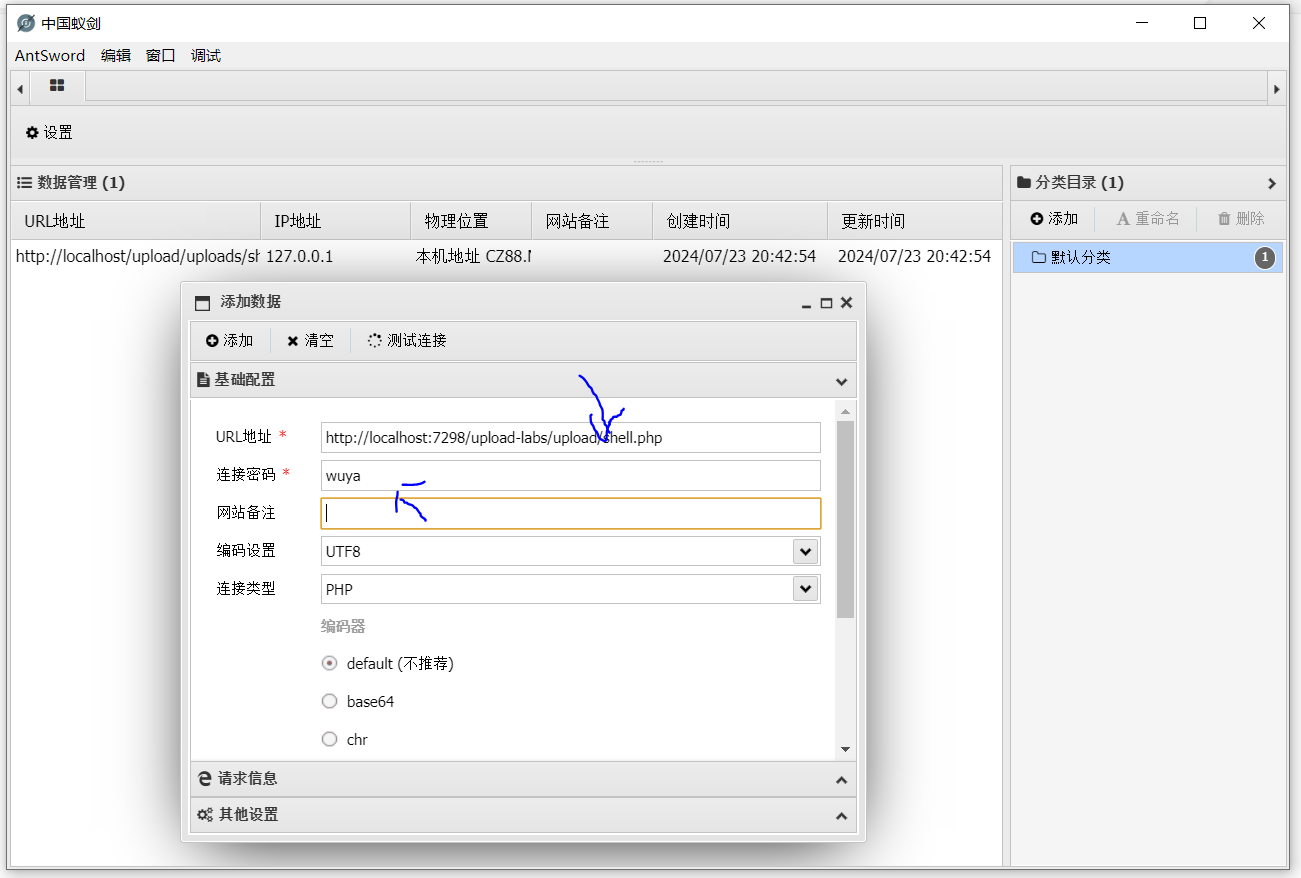 中国蚁剑
AntSword 编辑 窗口 调试
设置
数据管理 (1)
分类目录 (1)
URL地址 IP地址 物理位置 网站备注 创建时间 更新时间
添加 重命名 删除
http://localhost/upload/uploads/sh 127.0.0.1 本机地址 CZ88.N 2024/07/23 20:42:54 2024/07/23 20:42:54
默认分类 1
添加数据
添加 清空 测试连接
基础配置
URL地址 * http://localhost:7298/upload-labs/upload/shell.php
连接密码 * wuya
网站备注
编码设置 UTF8
连接类型 PHP
编码器
default (不推荐)
base64
chr
请求信息
其他设置